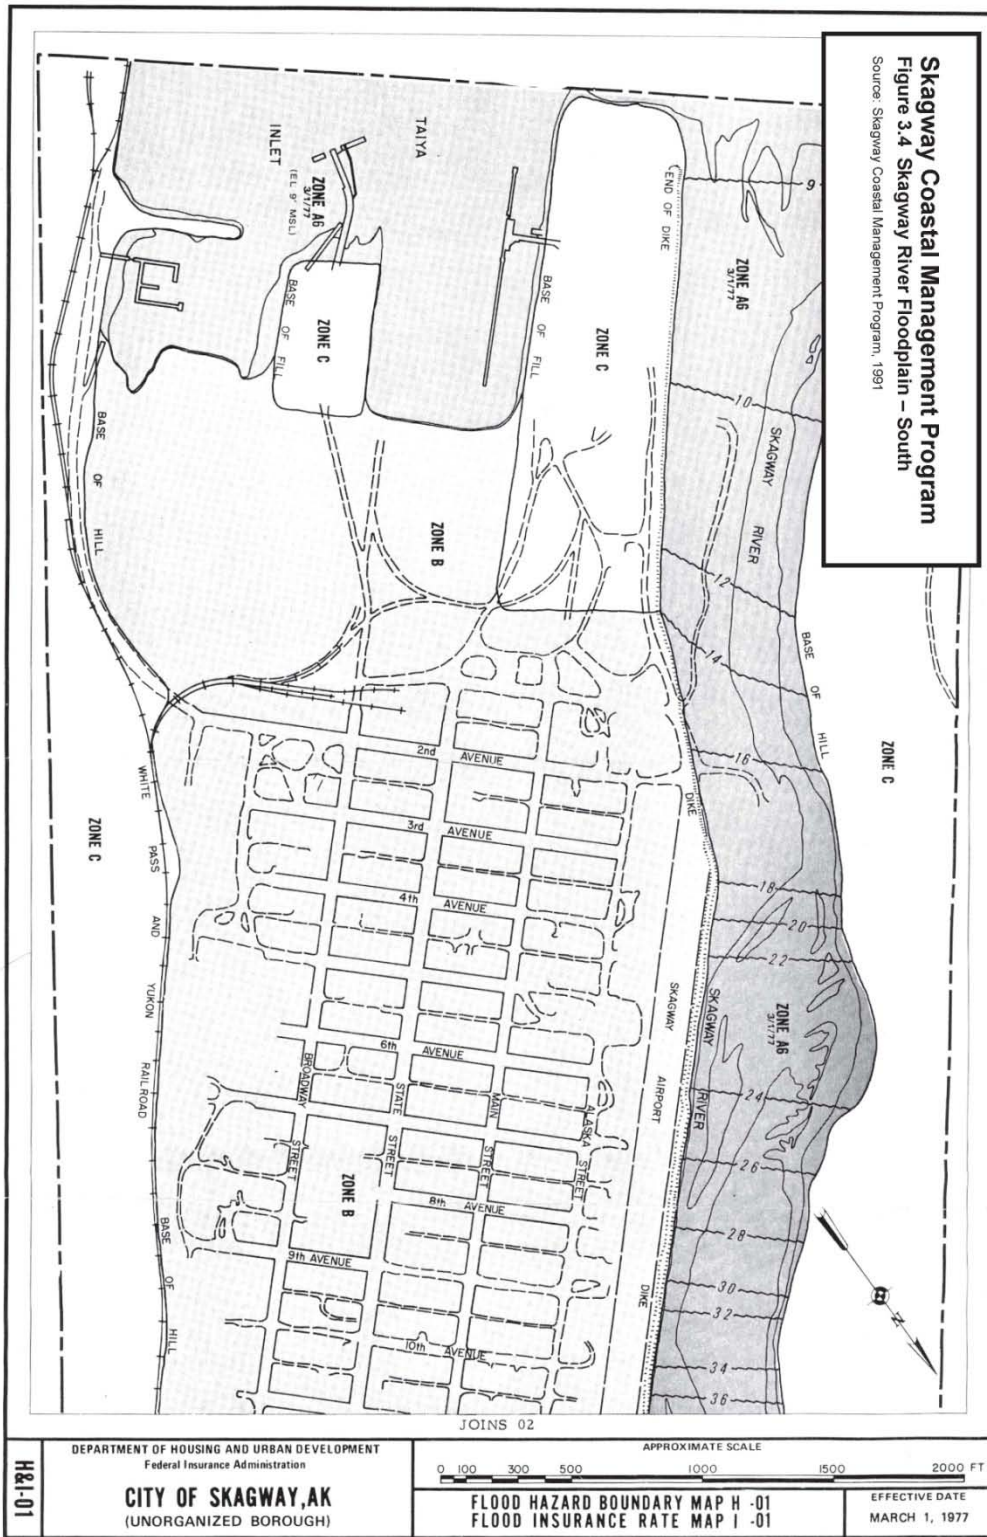 Skagway Coastal Management Program
Figure 3.4 Skagway River Floodplain – South
Source: Skagway Coastal Management Program, 1991
TAIYA
INLET
ZONE A6
3/1/77
(EL 9' MSL)
BASE OF FILL
ZONE C
BASE OF FILL
ZONE C
END OF DIKE
ZONE A6
3/1/77
9
10
SKAGWAY
RIVER
12
14
BASE OF HILL
16
ZONE C
BASE OF HILL
ZONE B
DIKE
2nd AVENUE
3rd AVENUE
4th AVENUE
6th AVENUE
8th AVENUE
9th AVENUE
10th AVENUE
BROADWAY STREET
STATE STREET
MAIN STREET
ALASKA STREET
ZONE B
ZONE C
WHITE PASS AND YUKON RAILROAD
BASE OF HILL
SKAGWAY AIRPORT
SKAGWAY RIVER
DIKE
18
20
22
ZONE A6
3/1/77
24
26
28
30
32
34
36
N
JOINS 02
H&I-01
DEPARTMENT OF HOUSING AND URBAN DEVELOPMENT
Federal Insurance Administration
CITY OF SKAGWAY, AK
(UNORGANIZED BOROUGH)
APPROXIMATE SCALE
0 100 300 500 1000 1500 2000 FT
FLOOD HAZARD BOUNDARY MAP H -01
FLOOD INSURANCE RATE MAP I -01
EFFECTIVE DATE
MARCH 1, 1977